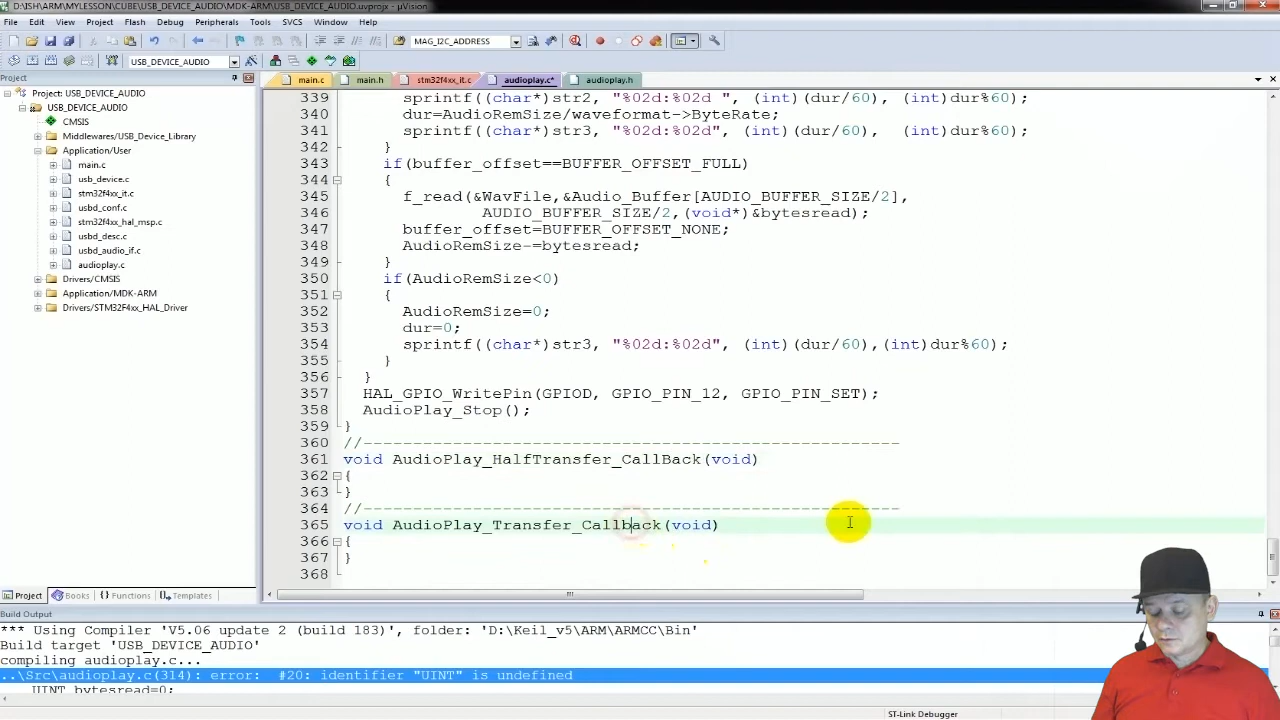 D:\ISH\ARM\MYLESSON\CUBE\USB_DEVICE_AUDIO\MDK-ARM\USB_DEVICE_AUDIO.uvprojx - µVision
File Edit View Project Flash Debug Peripherals Tools SVCS Window Help
MAG_I2C_ADDRESS
USB_DEVICE_AUDIO
Project
main.c main.h stm32f4xx_it.c audioplay.c* audioplay.h
Project: USB_DEVICE_AUDIO
USB_DEVICE_AUDIO
CMSIS
Middlewares/USB_Device_Library
Application/User
main.c
usb_device.c
stm32f4xx_it.c
usbd_conf.c
stm32f4xx_hal_msp.c
usbd_desc.c
usbd_audio_if.c
audioplay.c
Drivers/CMSIS
Application/MDK-ARM
Drivers/STM32F4xx_HAL_Driver
339 sprintf((char*)str2, "%02d:%02d ", (int)(dur/60), (int)dur%60);
340 dur=AudioRemSize/waveformat->ByteRate;
341 sprintf((char*)str3, "%02d:%02d", (int)(dur/60), (int)dur%60);
342 }
343 if(buffer_offset==BUFFER_OFFSET_FULL)
344 {
345 f_read(&WavFile,&Audio_Buffer[AUDIO_BUFFER_SIZE/2],
346 AUDIO_BUFFER_SIZE/2,(void*)&bytesread);
347 buffer_offset=BUFFER_OFFSET_NONE;
348 AudioRemSize-=bytesread;
349 }
350 if(AudioRemSize<0)
351 {
352 AudioRemSize=0;
353 dur=0;
354 sprintf((char*)str3, "%02d:%02d", (int)(dur/60),(int)dur%60);
355 }
356 }
357 HAL_GPIO_WritePin(GPIOD, GPIO_PIN_12, GPIO_PIN_SET);
358 AudioPlay_Stop();
359 }
360 //------------------------------------------------------
361 void AudioPlay_HalfTransfer_CallBack(void)
362 {
363 }
364 //------------------------------------------------------
365 void AudioPlay_Transfer_Callback(void)
366 {
367 }
368
Project Books Functions Templates
Build Output
*** Using Compiler 'V5.06 update 2 (build 183)', folder: 'D:\Keil_v5\ARM\ARMCC\Bin'
Build target 'USB_DEVICE_AUDIO'
compiling audioplay.c...
..\Src\audioplay.c(314): error: #20: identifier "UINT" is undefined
UINT bytesread=0;
ST-Link Debugger